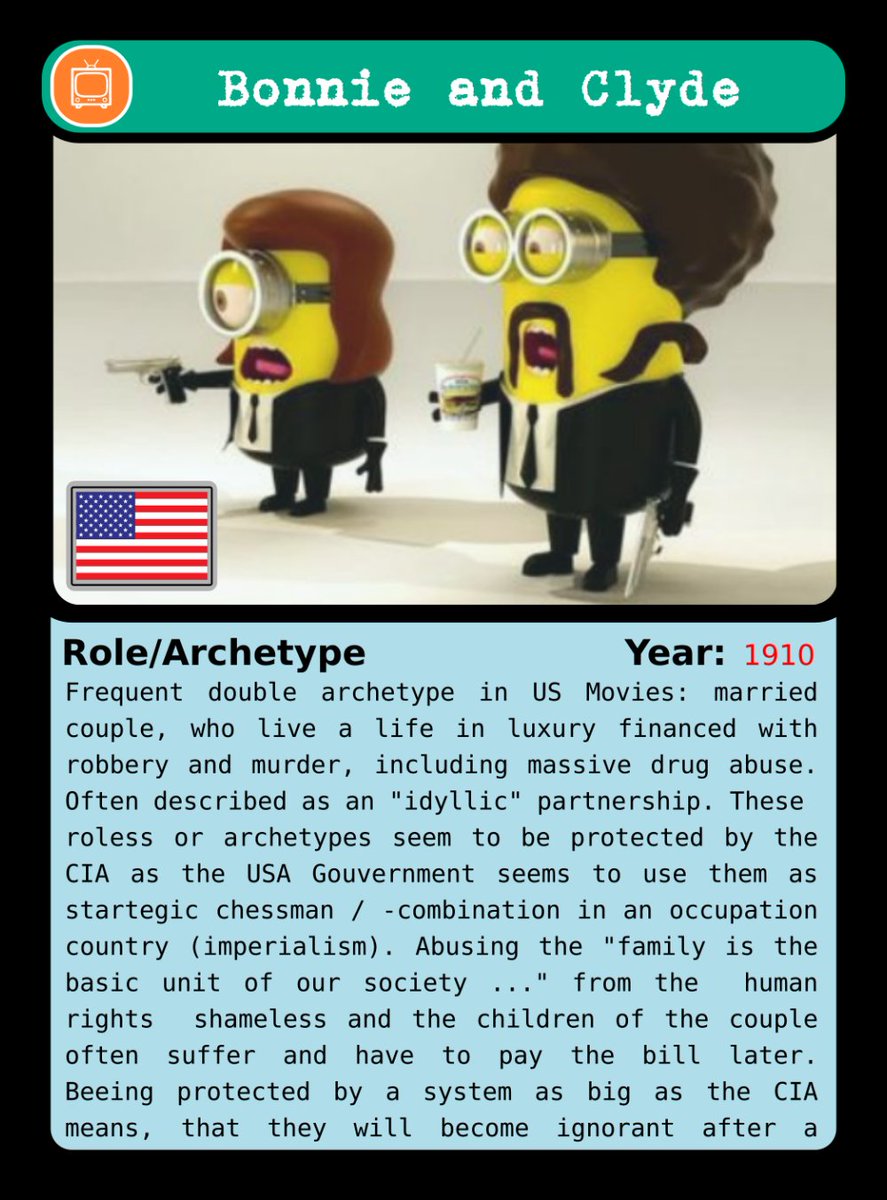 Bonnie and Clyde
Role/Archetype Year: 1910
Frequent double archetype in US Movies: married
couple, who live a life in luxury financed with
robbery and murder, including massive drug abuse.
Often described as an "idyllic" partnership. These
roless or archetypes seem to be protected by the
CIA as the USA Gouvernment seems to use them as
startegic chessman / -combination in an occupation
country (imperialism). Abusing the "family is the
basic unit of our society ..." from the human
rights shameless and the children of the couple
often suffer and have to pay the bill later.
Beeing protected by a system as big as the CIA
means, that they will become ignorant after a